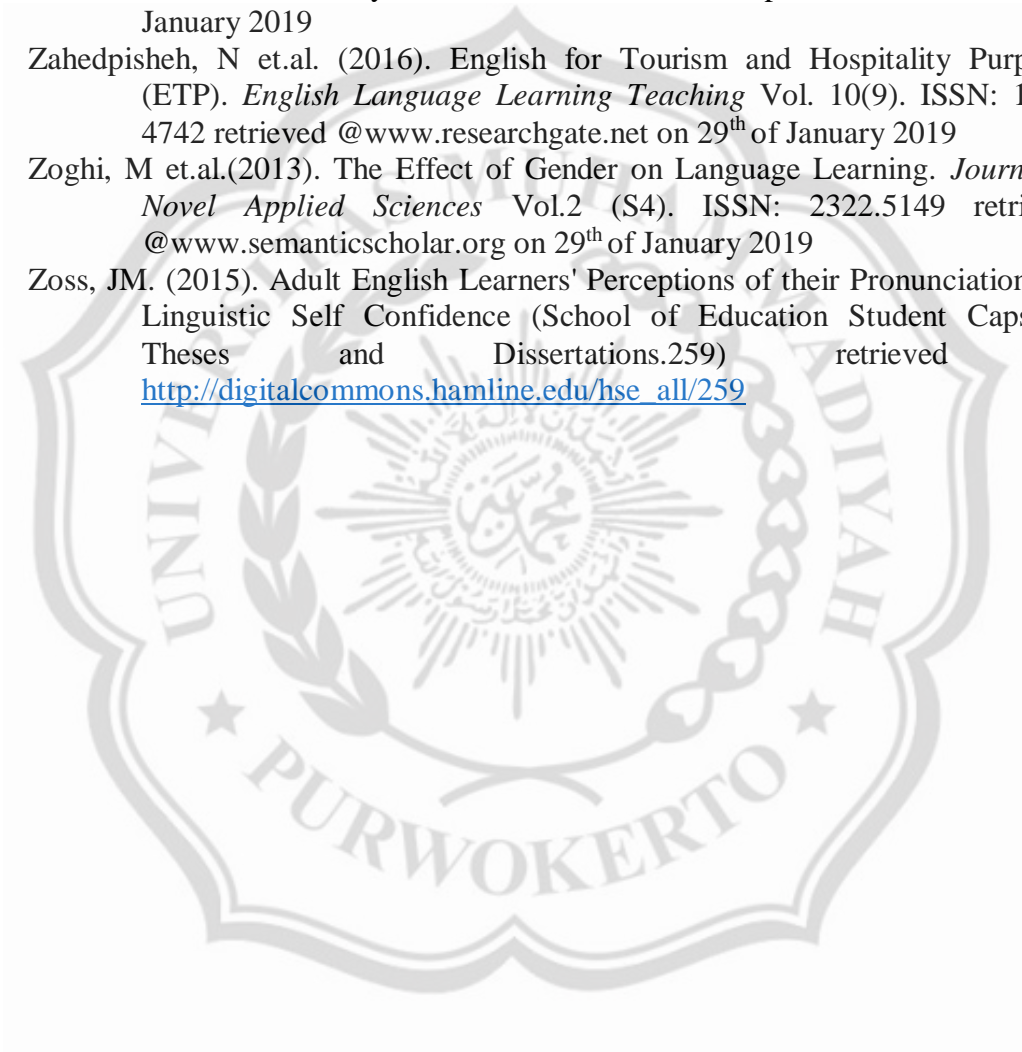 January 2019
Zahedpisheh, N et.al. (2016). English for Tourism and Hospitality Purp
(ETP). English Language Learning Teaching Vol. 10(9). ISSN: 1
4742 retrieved @www.researchgate.net on 29th of January 2019
Zoghi, M et.al.(2013). The Effect of Gender on Language Learning. Journ
Novel Applied Sciences Vol.2 (S4). ISSN: 2322.5149 retri
@www.semanticscholar.org on 29th of January 2019
Zoss, JM. (2015). Adult English Learners' Perceptions of their Pronunciation
Linguistic Self Confidence (School of Education Student Caps
Theses and Dissertations.259) retrieved
http://digitalcommons.hamline.edu/hse_all/259
UNIVERSITAS MUHAMMADIYAH
PURWOKERTO